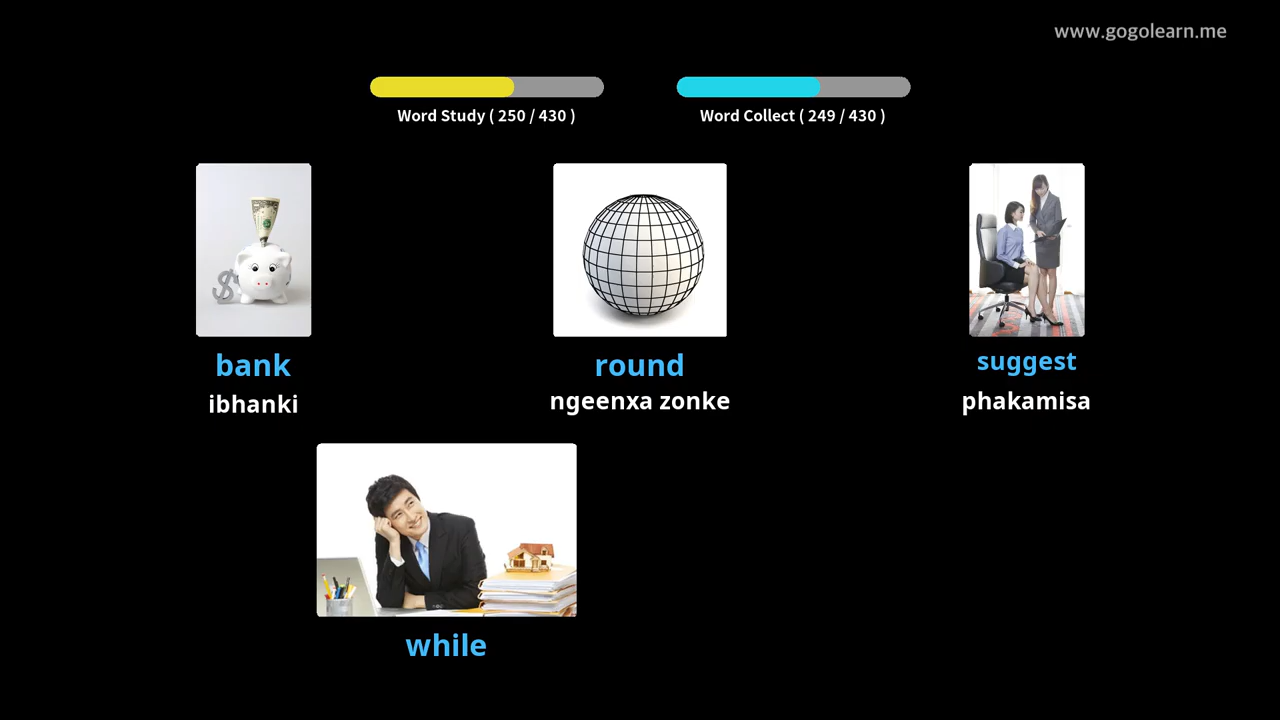 www.gogolearn.me
Word Study ( 250 / 430 )
Word Collect ( 249 / 430 )
bank
ibhanki
round
ngeenxa zonke
suggest
phakamisa
while